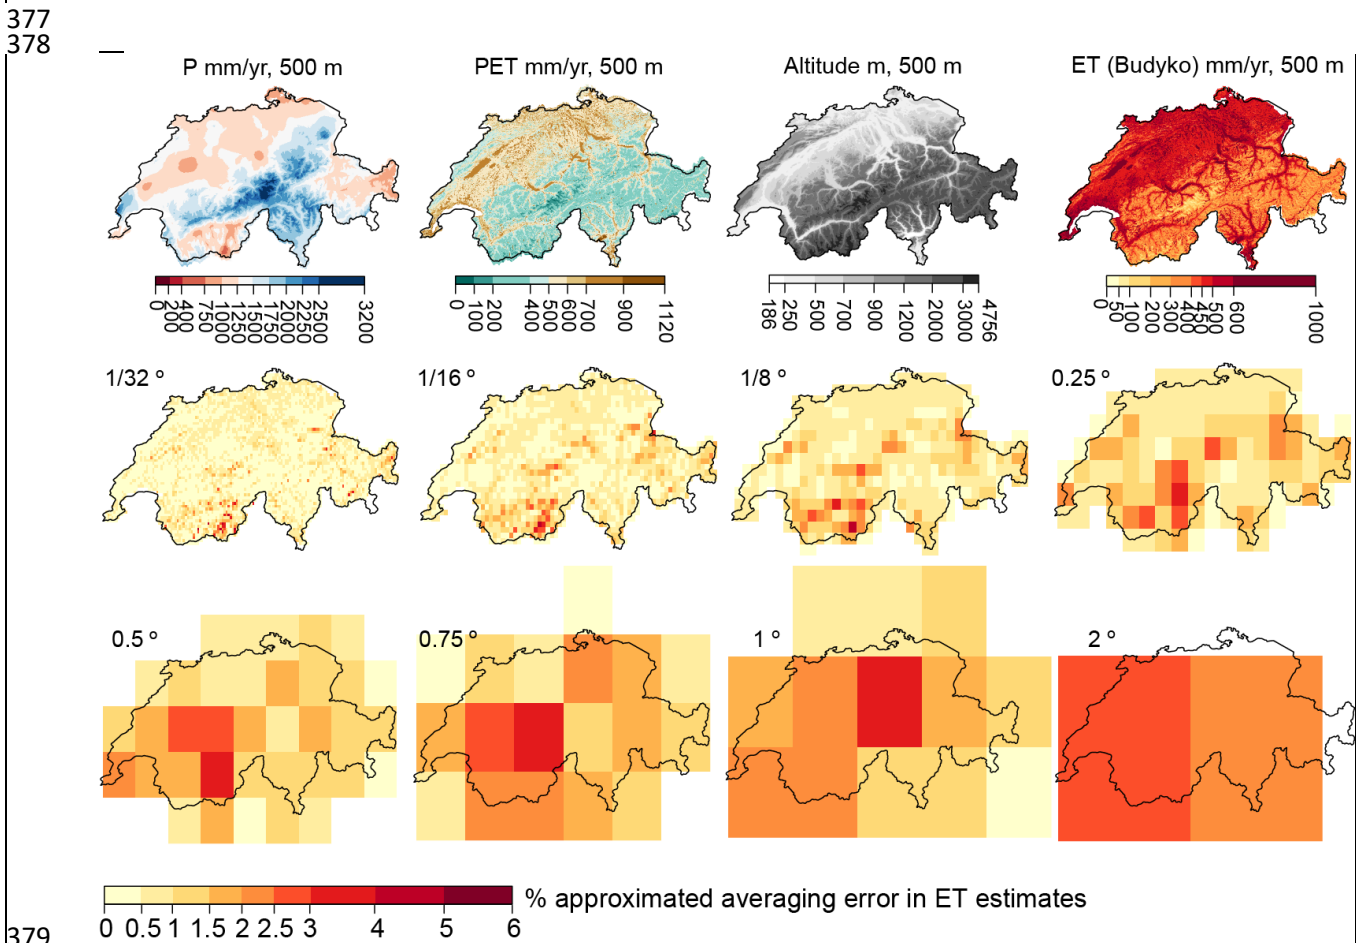 377
378
P mm/yr, 500 m
PET mm/yr, 500 m
Altitude m, 500 m
ET (Budyko) mm/yr, 500 m
0 200 400 750 1000 1250 1500 1750 2000 2250 2500 3200
0 100 200 400 500 600 700 900 1120
186 250 500 700 900 1200 2000 3000 4756
0 50 100 200 300 400 450 500 600 1000
1/32 °
1/16 °
1/8 °
0.25 °
0.5 °
0.75 °
1 °
2 °
% approximated averaging error in ET estimates
0 0.5 1 1.5 2 2.5 3 4 5 6
379